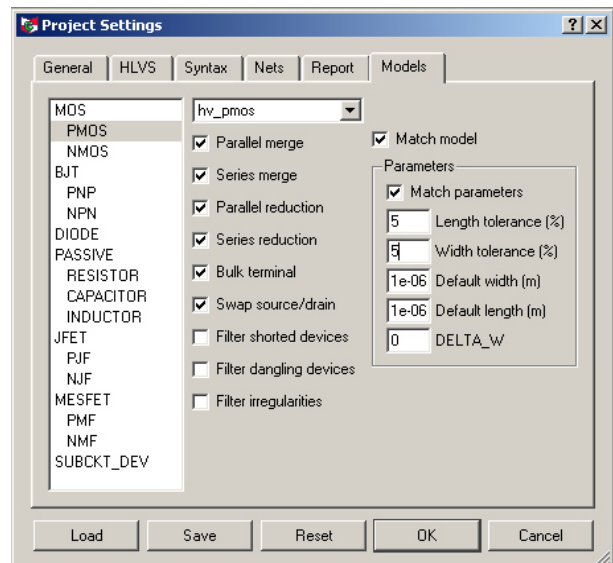 Project Settings
General HLVS Syntax Nets Report Models
MOS
PMOS
NMOS
BJT
PNP
NPN
DIODE
PASSIVE
RESISTOR
CAPACITOR
INDUCTOR
JFET
PJF
NJF
MESFET
PMF
NMF
SUBCKT_DEV
hv_pmos
Parallel merge
Series merge
Parallel reduction
Series reduction
Bulk terminal
Swap source/drain
Filter shorted devices
Filter dangling devices
Filter irregularities
Match model
Parameters
Match parameters
5 Length tolerance (%)
5 Width tolerance (%)
1e-06 Default width (m)
1e-06 Default length (m)
0 DELTA_W
Load Save Reset OK Cancel